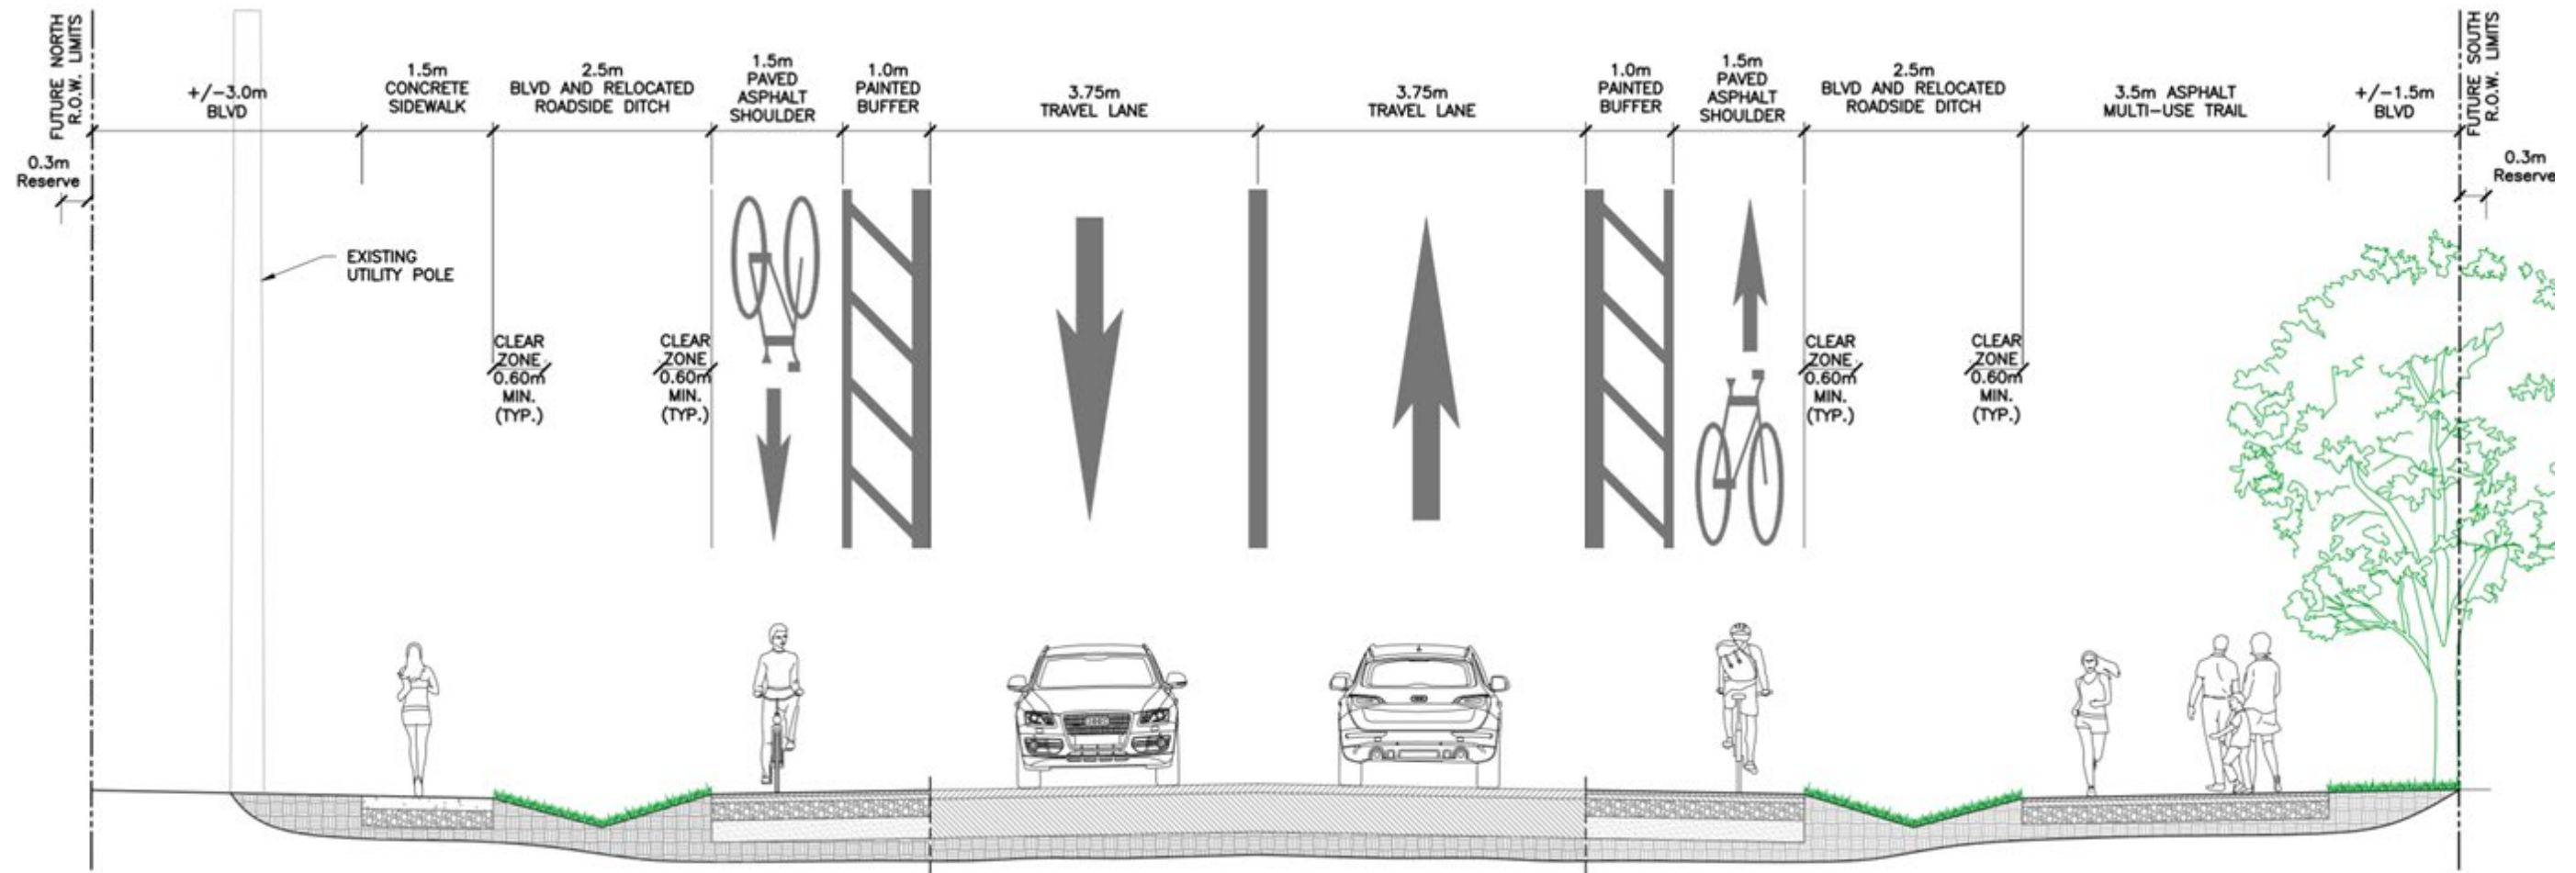 FUTURE NORTH
R.O.W. LIMITS
0.3m
Reserve
+/-3.0m
BLVD
1.5m
CONCRETE
SIDEWALK
2.5m
BLVD AND RELOCATED
ROADSIDE DITCH
1.5m
PAVED
ASPHALT
SHOULDER
1.0m
PAINTED
BUFFER
3.75m
TRAVEL LANE
3.75m
TRAVEL LANE
1.0m
PAINTED
BUFFER
1.5m
PAVED
ASPHALT
SHOULDER
2.5m
BLVD AND RELOCATED
ROADSIDE DITCH
3.5m ASPHALT
MULTI-USE TRAIL
+/-1.5m
BLVD
FUTURE SOUTH
R.O.W. LIMITS
0.3m
Reserve
EXISTING
UTILITY POLE
CLEAR
ZONE
0.60m
MIN.
(TYP.)
CLEAR
ZONE
0.60m
MIN.
(TYP.)
CLEAR
ZONE
0.60m
MIN.
(TYP.)
CLEAR
ZONE
0.60m
MIN.
(TYP.)